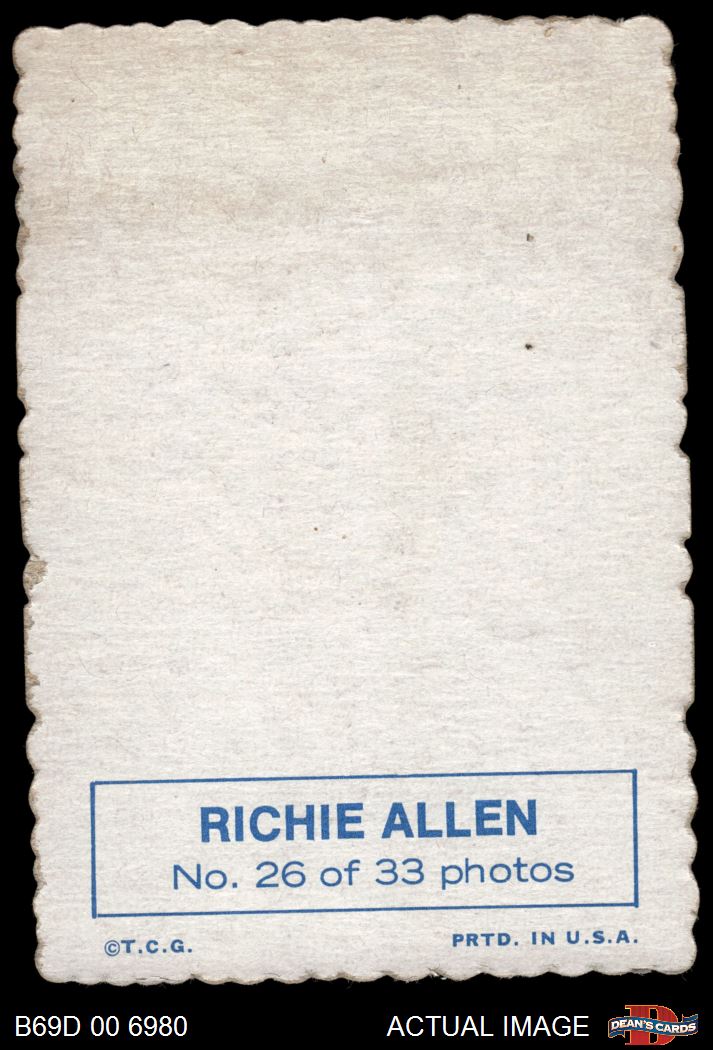 RICHIE ALLEN
No. 26 of 33 photos
©T.C.G. PRTD. IN U.S.A.
B69D 00 6980 ACTUAL IMAGE D DEAN'S CARDS